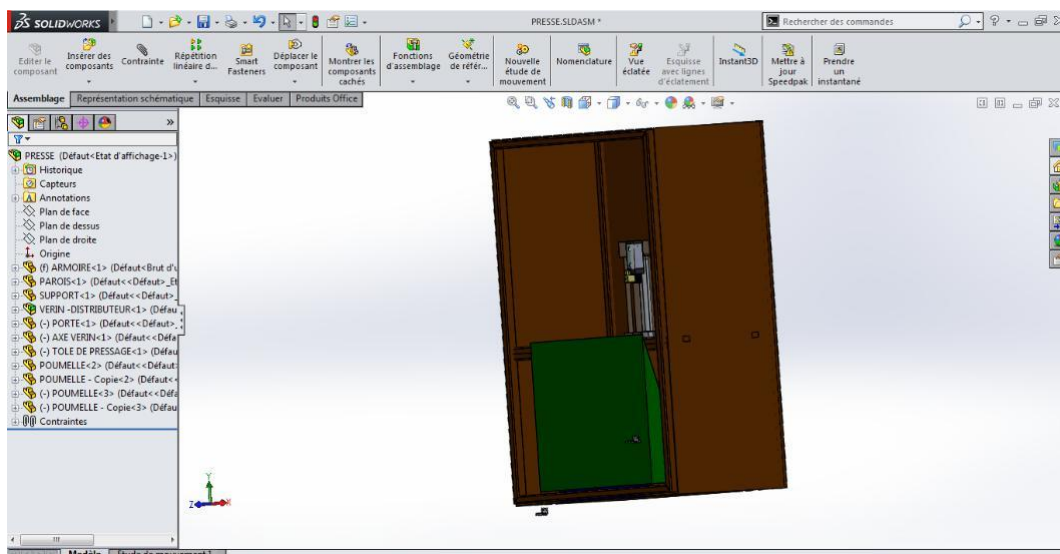 SOLIDWORKS
PRESSE.SLDASM *
Rechercher des commandes
Editer le composant
Insérer des composants
Contrainte
Répétition linéaire d...
Smart Fasteners
Déplacer le composant
Montrer les composants cachés
Fonctions d'assemblage
Géométrie de référ...
Nouvelle étude de mouvement
Nomenclature
Vue éclatée
Esquisse avec lignes d'éclatement
Instant3D
Mettre à jour Speedpak
Prendre un instantané
Assemblage Représentation schématique Esquisse Evaluer Produits Office
PRESSE (Défaut<Etat d'affichage-1>)
Historique
Capteurs
Annotations
Plan de face
Plan de dessus
Plan de droite
Origine
(f) ARMOIRE<1> (Défaut<Brut d'u
PAROIS<1> (Défaut<<Défaut>_Et
SUPPORT<1> (Défaut<<Défaut>_
VERIN -DISTRIBUTEUR<1> (Défau
(-) PORTE<1> (Défaut<<Défaut>_
(-) AXE VERIN<1> (Défaut<<Défa
(-) TOLE DE PRESSAGE<1> (Défau
POUMELLE<2> (Défaut<<Défaut>
POUMELLE - Copie<2> (Défaut<<
(-) POUMELLE<3> (Défaut<<Défa
(-) POUMELLE - Copie<3> (Défau
Contraintes
Y
Z X
Modèle Etude de mouvement 1